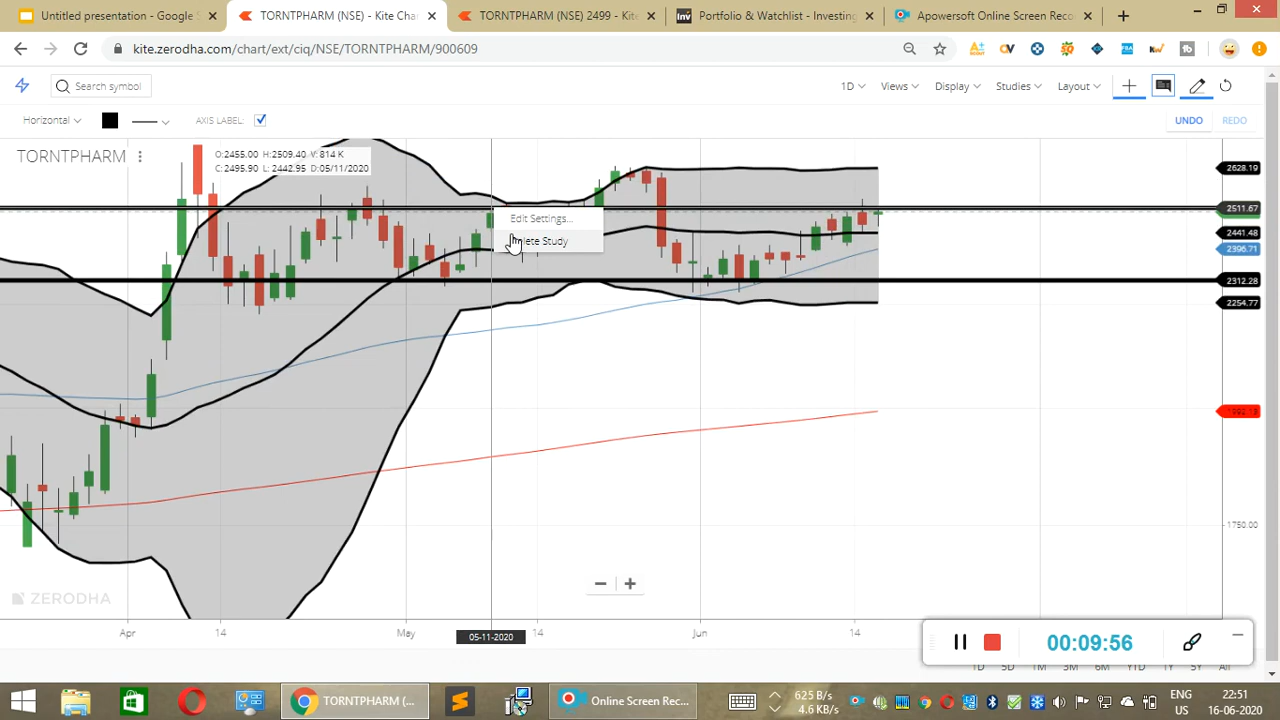 Untitled presentation - Google S
TORNTPHARM (NSE) - Kite Cha
TORNTPHARM (NSE) 2499 - Kite
Portfolio & Watchlist - Investing
Apowersoft Online Screen Reco
kite.zerodha.com/chart/ext/ciq/NSE/TORNTPHARM/900609
Search symbol
1D
Views
Display
Studies
Layout
Horizontal
AXIS LABEL:
UNDO
REDO
TORNTPHARM
O:2455.00 H:2509.40 V:814 K
C:2495.90 L:2442.95 D:05/11/2020
Edit Settings...
lete Study
2628.19
2511.67
2441.48
2396.71
2312.28
2254.77
1992.13
1750.00
ZERODHA
Apr
14
May
05-11-2020
14
Jun
14
00:09:56
1D
5D
1M
3M
6M
YTD
1Y
5Y
All
TORNTPHARM (...
Online Screen Rec...
625 B/s
4.6 KB/s
ENG
US
22:51
16-06-2020